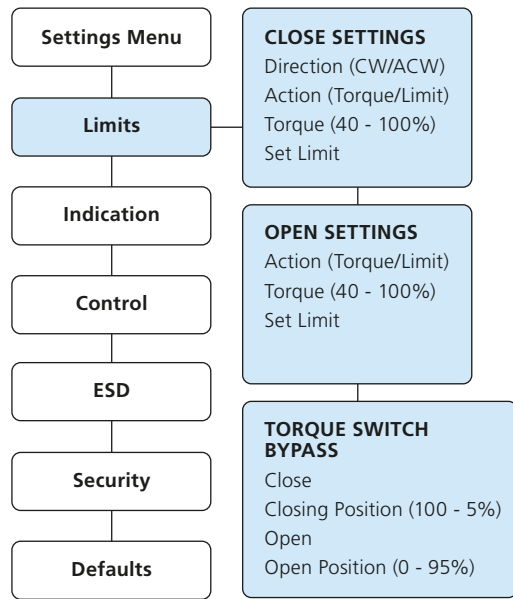 Settings Menu
Limits
Indication
Control
ESD
Security
Defaults
CLOSE SETTINGS
Direction (CW/ACW)
Action (Torque/Limit)
Torque (40 - 100%)
Set Limit
OPEN SETTINGS
Action (Torque/Limit)
Torque (40 - 100%)
Set Limit
TORQUE SWITCH
BYPASS
Close
Closing Position (100 - 5%)
Open
Open Position (0 - 95%)